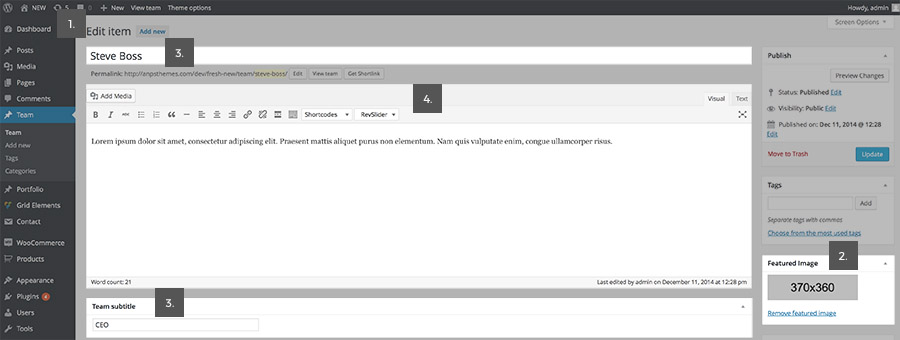 NEW 5 0 New View team Theme options Howdy, admin
1.
Dashboard
Posts
Media
Pages
Comments
Team
Team
Add new
Tags
Categories
Portfolio
Grid Elements
Contact
WooCommerce
Products
Appearance
Plugins 4
Users
Tools
Screen Options
Edit item Add new
Steve Boss 3.
Permalink: http://anpsthemes.com/dev/fresh-new/team/steve-boss/ Edit View team Get Shortlink
Add Media 4. Visual Text
B I ABC Shortcodes RevSlider
Lorem ipsum dolor sit amet, consectetur adipiscing elit. Praesent mattis aliquet purus non elementum. Nam quis vulputate enim, congue ullamcorper risus.
Word count: 21 Last edited by admin on December 11, 2014 at 12:28 pm
Team subtitle 3.
CEO
Publish
Preview Changes
Status: Published Edit
Visibility: Public Edit
Published on: Dec 11, 2014 @ 12:28
Edit
Move to Trash Update
Tags
Add
Separate tags with commas
Choose from the most used tags
Featured Image 2.
370x360
Remove featured image